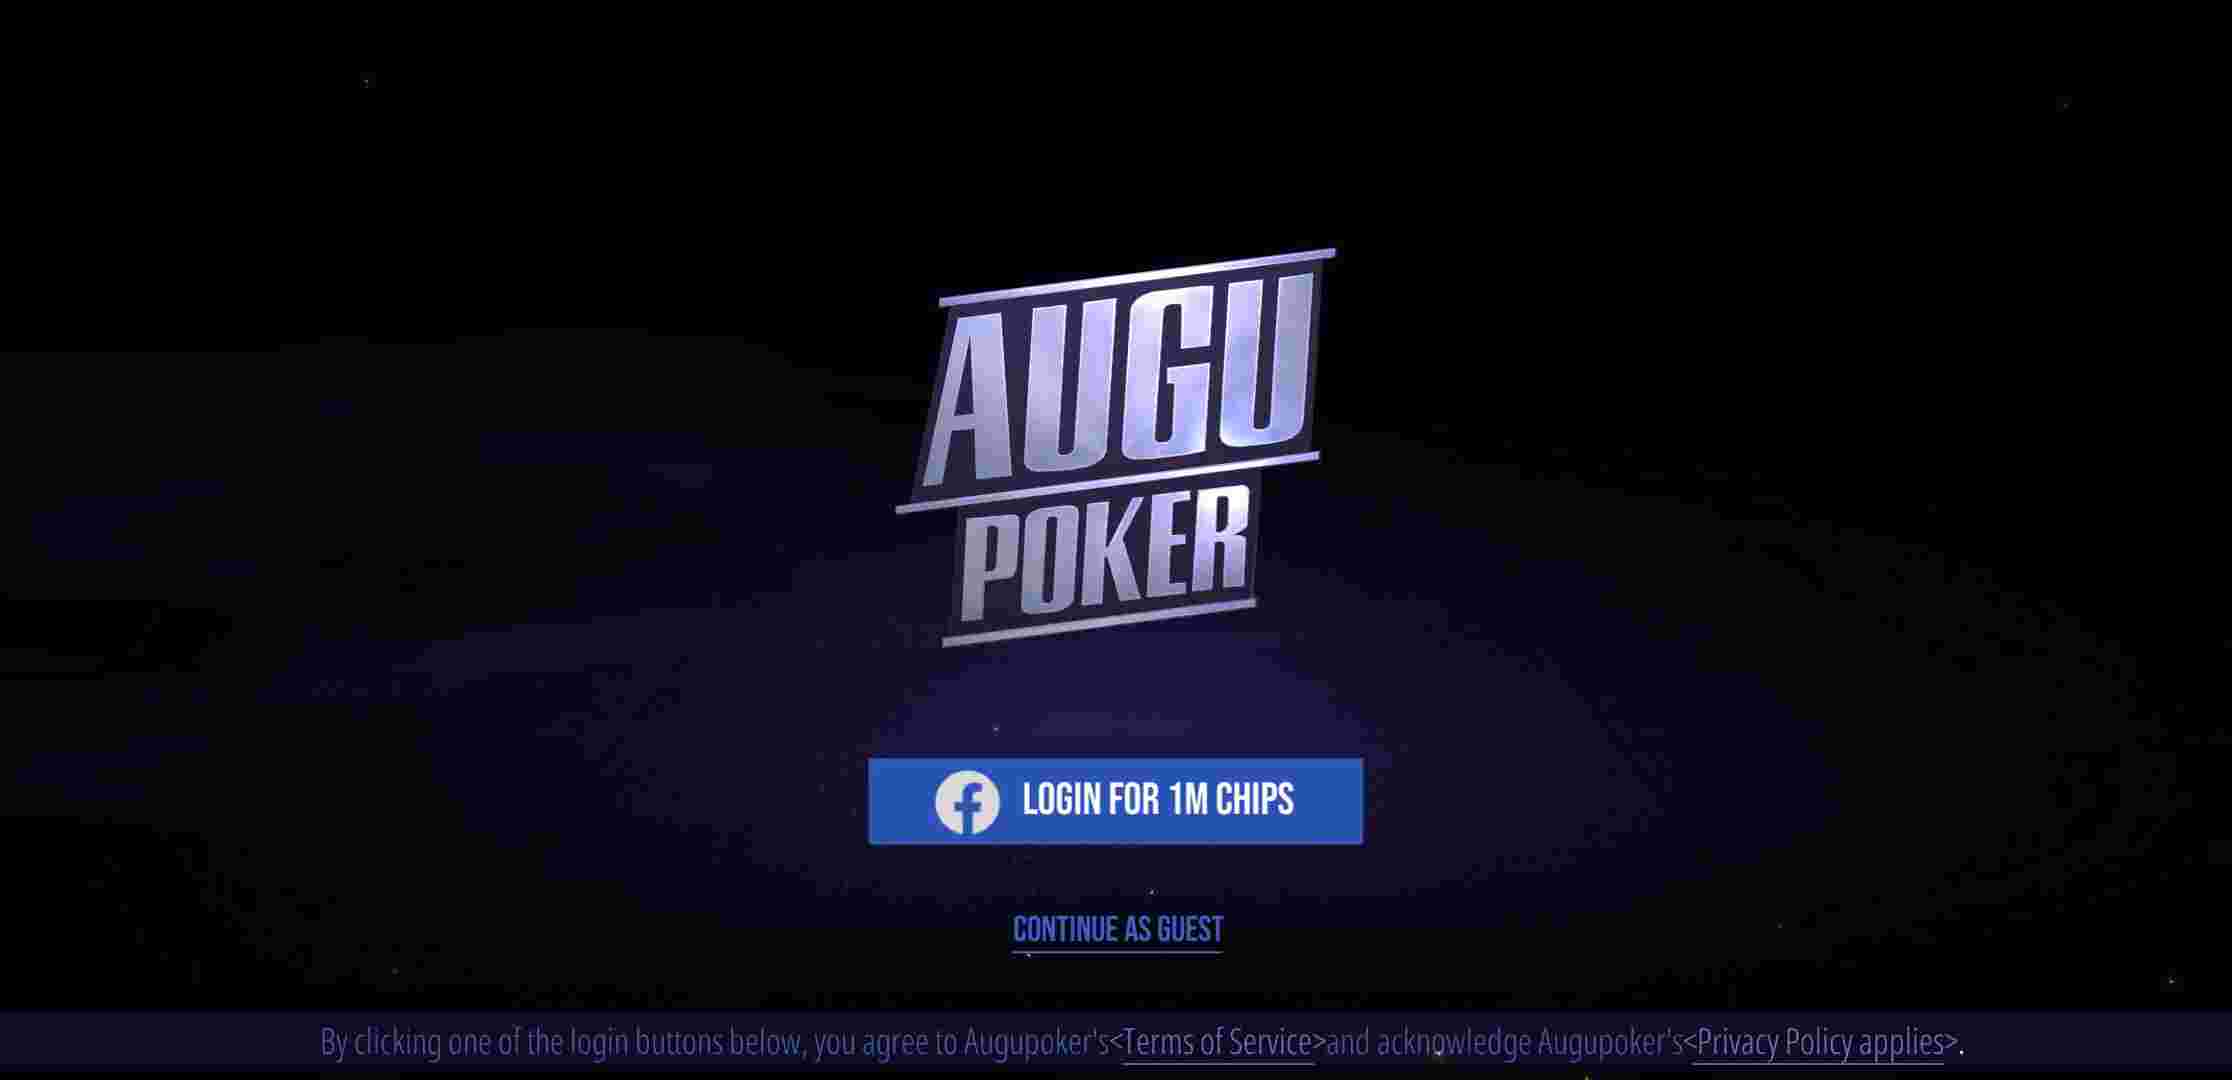 AUGU
POKER
LOGIN FOR 1M CHIPS
CONTINUE AS GUEST
By clicking one of the login buttons below, you agree to Augupoker's<Terms of Service>and acknowledge Augupoker's<Privacy Policy applies>.